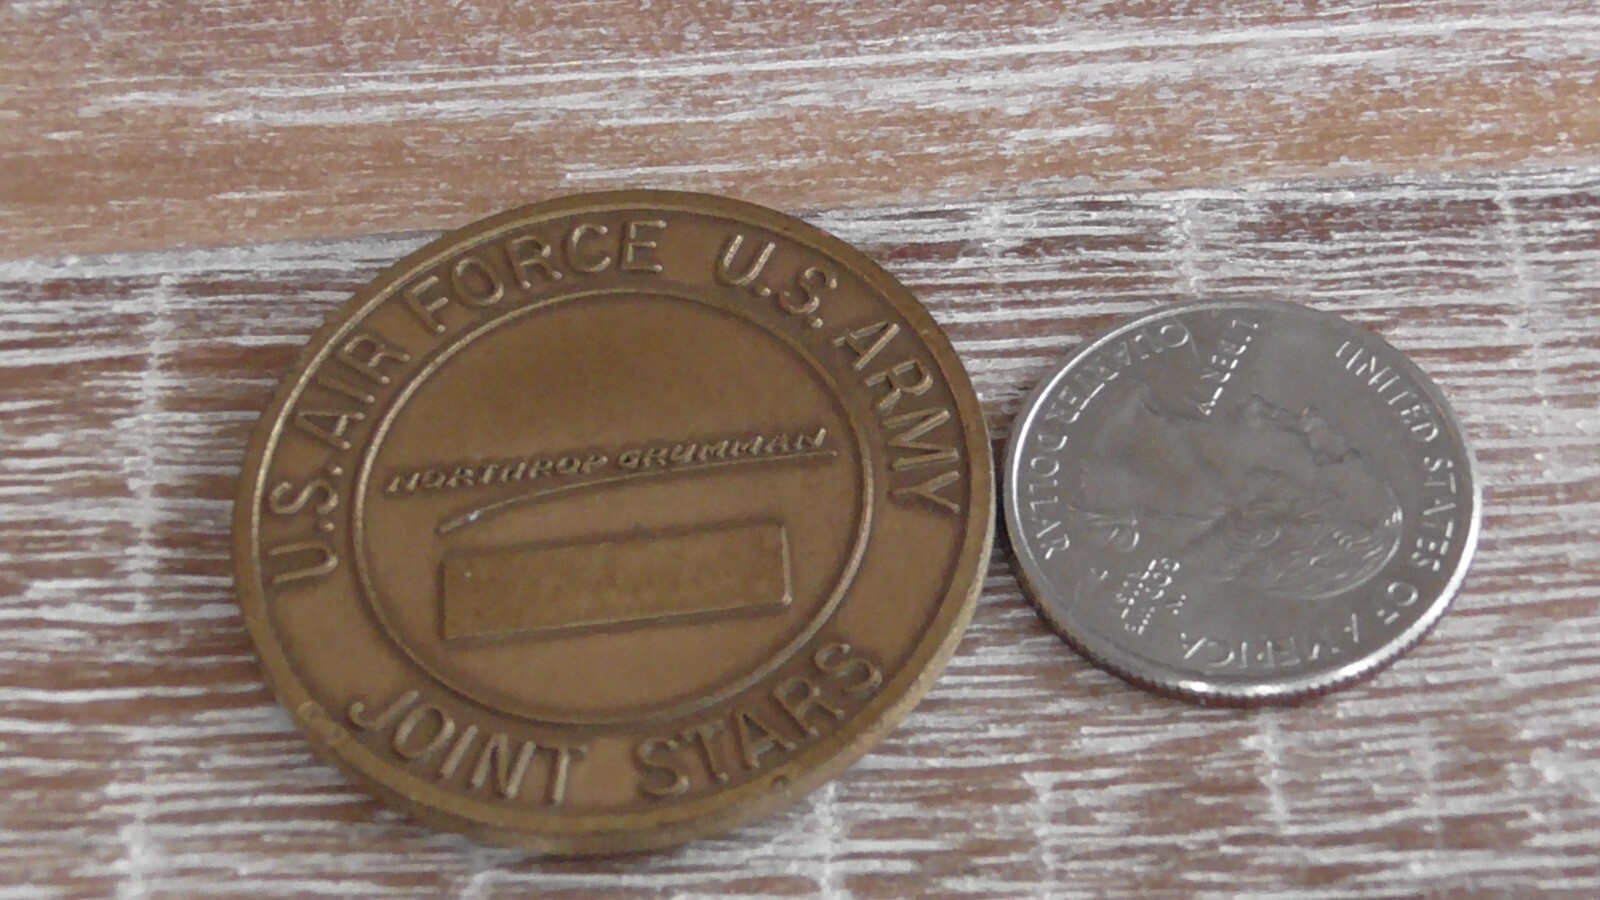 U.S. AIR FORCE U.S. ARMY
NORTHROP GRUMMAN
JOINT STARS
UNITED STATES OF AMERICA
LIBERTY
QUARTER DOLLAR